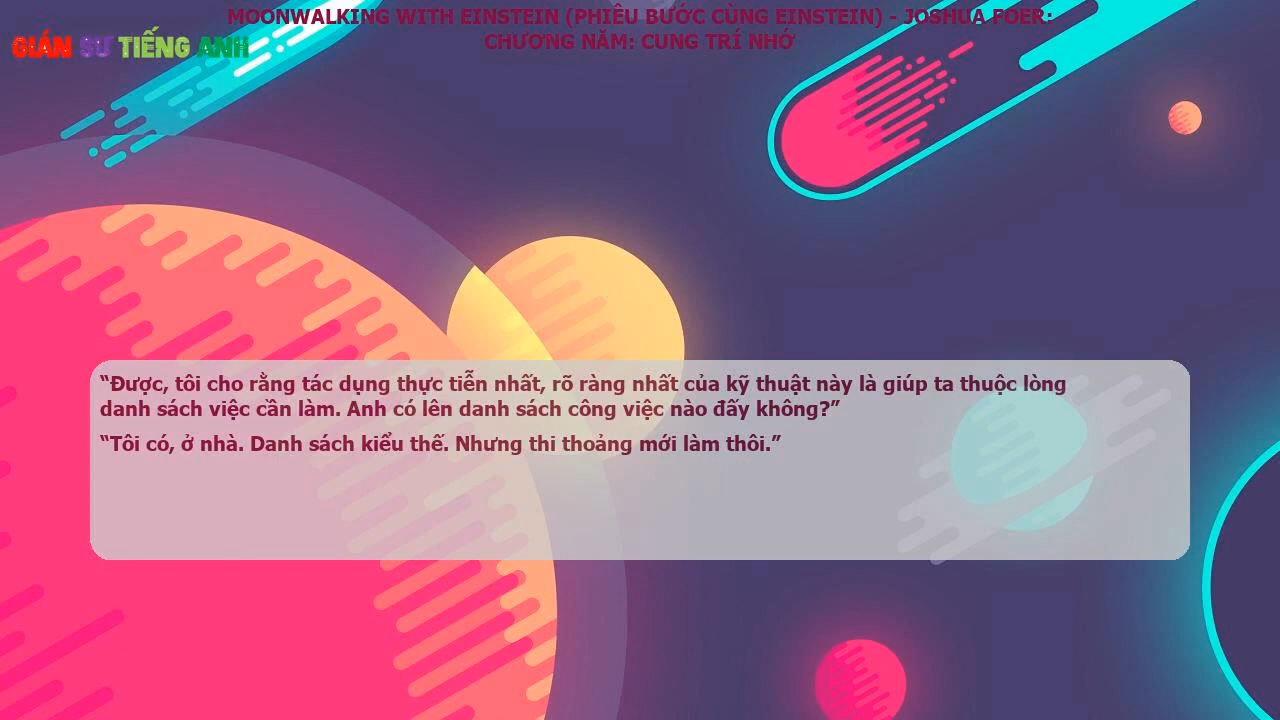 MOONWALKING WITH EINSTEIN (PHIÊU BƯỚC CÙNG EINSTEIN) - JOSHUA FOER:
CHƯƠNG NĂM: CUNG TRÍ NHỚ
GIÁN SƯ TIẾNG ANH
“Được, tôi cho rằng tác dụng thực tiễn nhất, rõ ràng nhất của kỹ thuật này là giúp ta thuộc lòng
danh sách việc cần làm. Anh có lên danh sách công việc nào đấy không?”
“Tôi có, ở nhà. Danh sách kiểu thế. Nhưng thi thoảng mới làm thôi.”